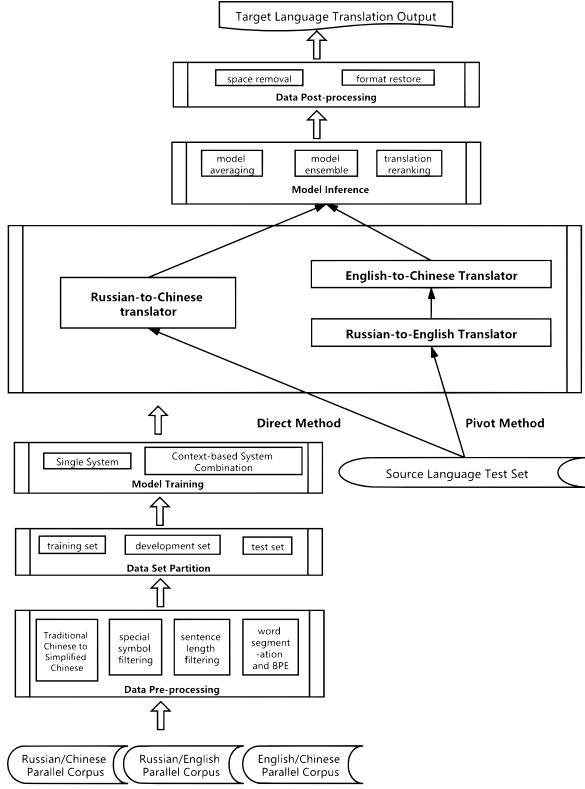 Target Language Translation Output
space removal
format restore
Data Post-processing
model
averaging
model
ensemble
translation
reranking
Model Inference
Russian-to-Chinese
translator
English-to-Chinese Translator
Russian-to-English Translator
Direct Method
Pivot Method
Source Language Test Set
Single System
Context-based System
Combination
Model Training
training set
development set
test set
Data Set Partition
Traditional
Chinese to
Simplified
Chinese
special
symbol
filtering
sentence
length
filtering
word
segment
-ation
and BPE
Data Pre-processing
Russian/Chinese
Parallel Corpus
Russian/English
Parallel Corpus
English/Chinese
Parallel Corpus